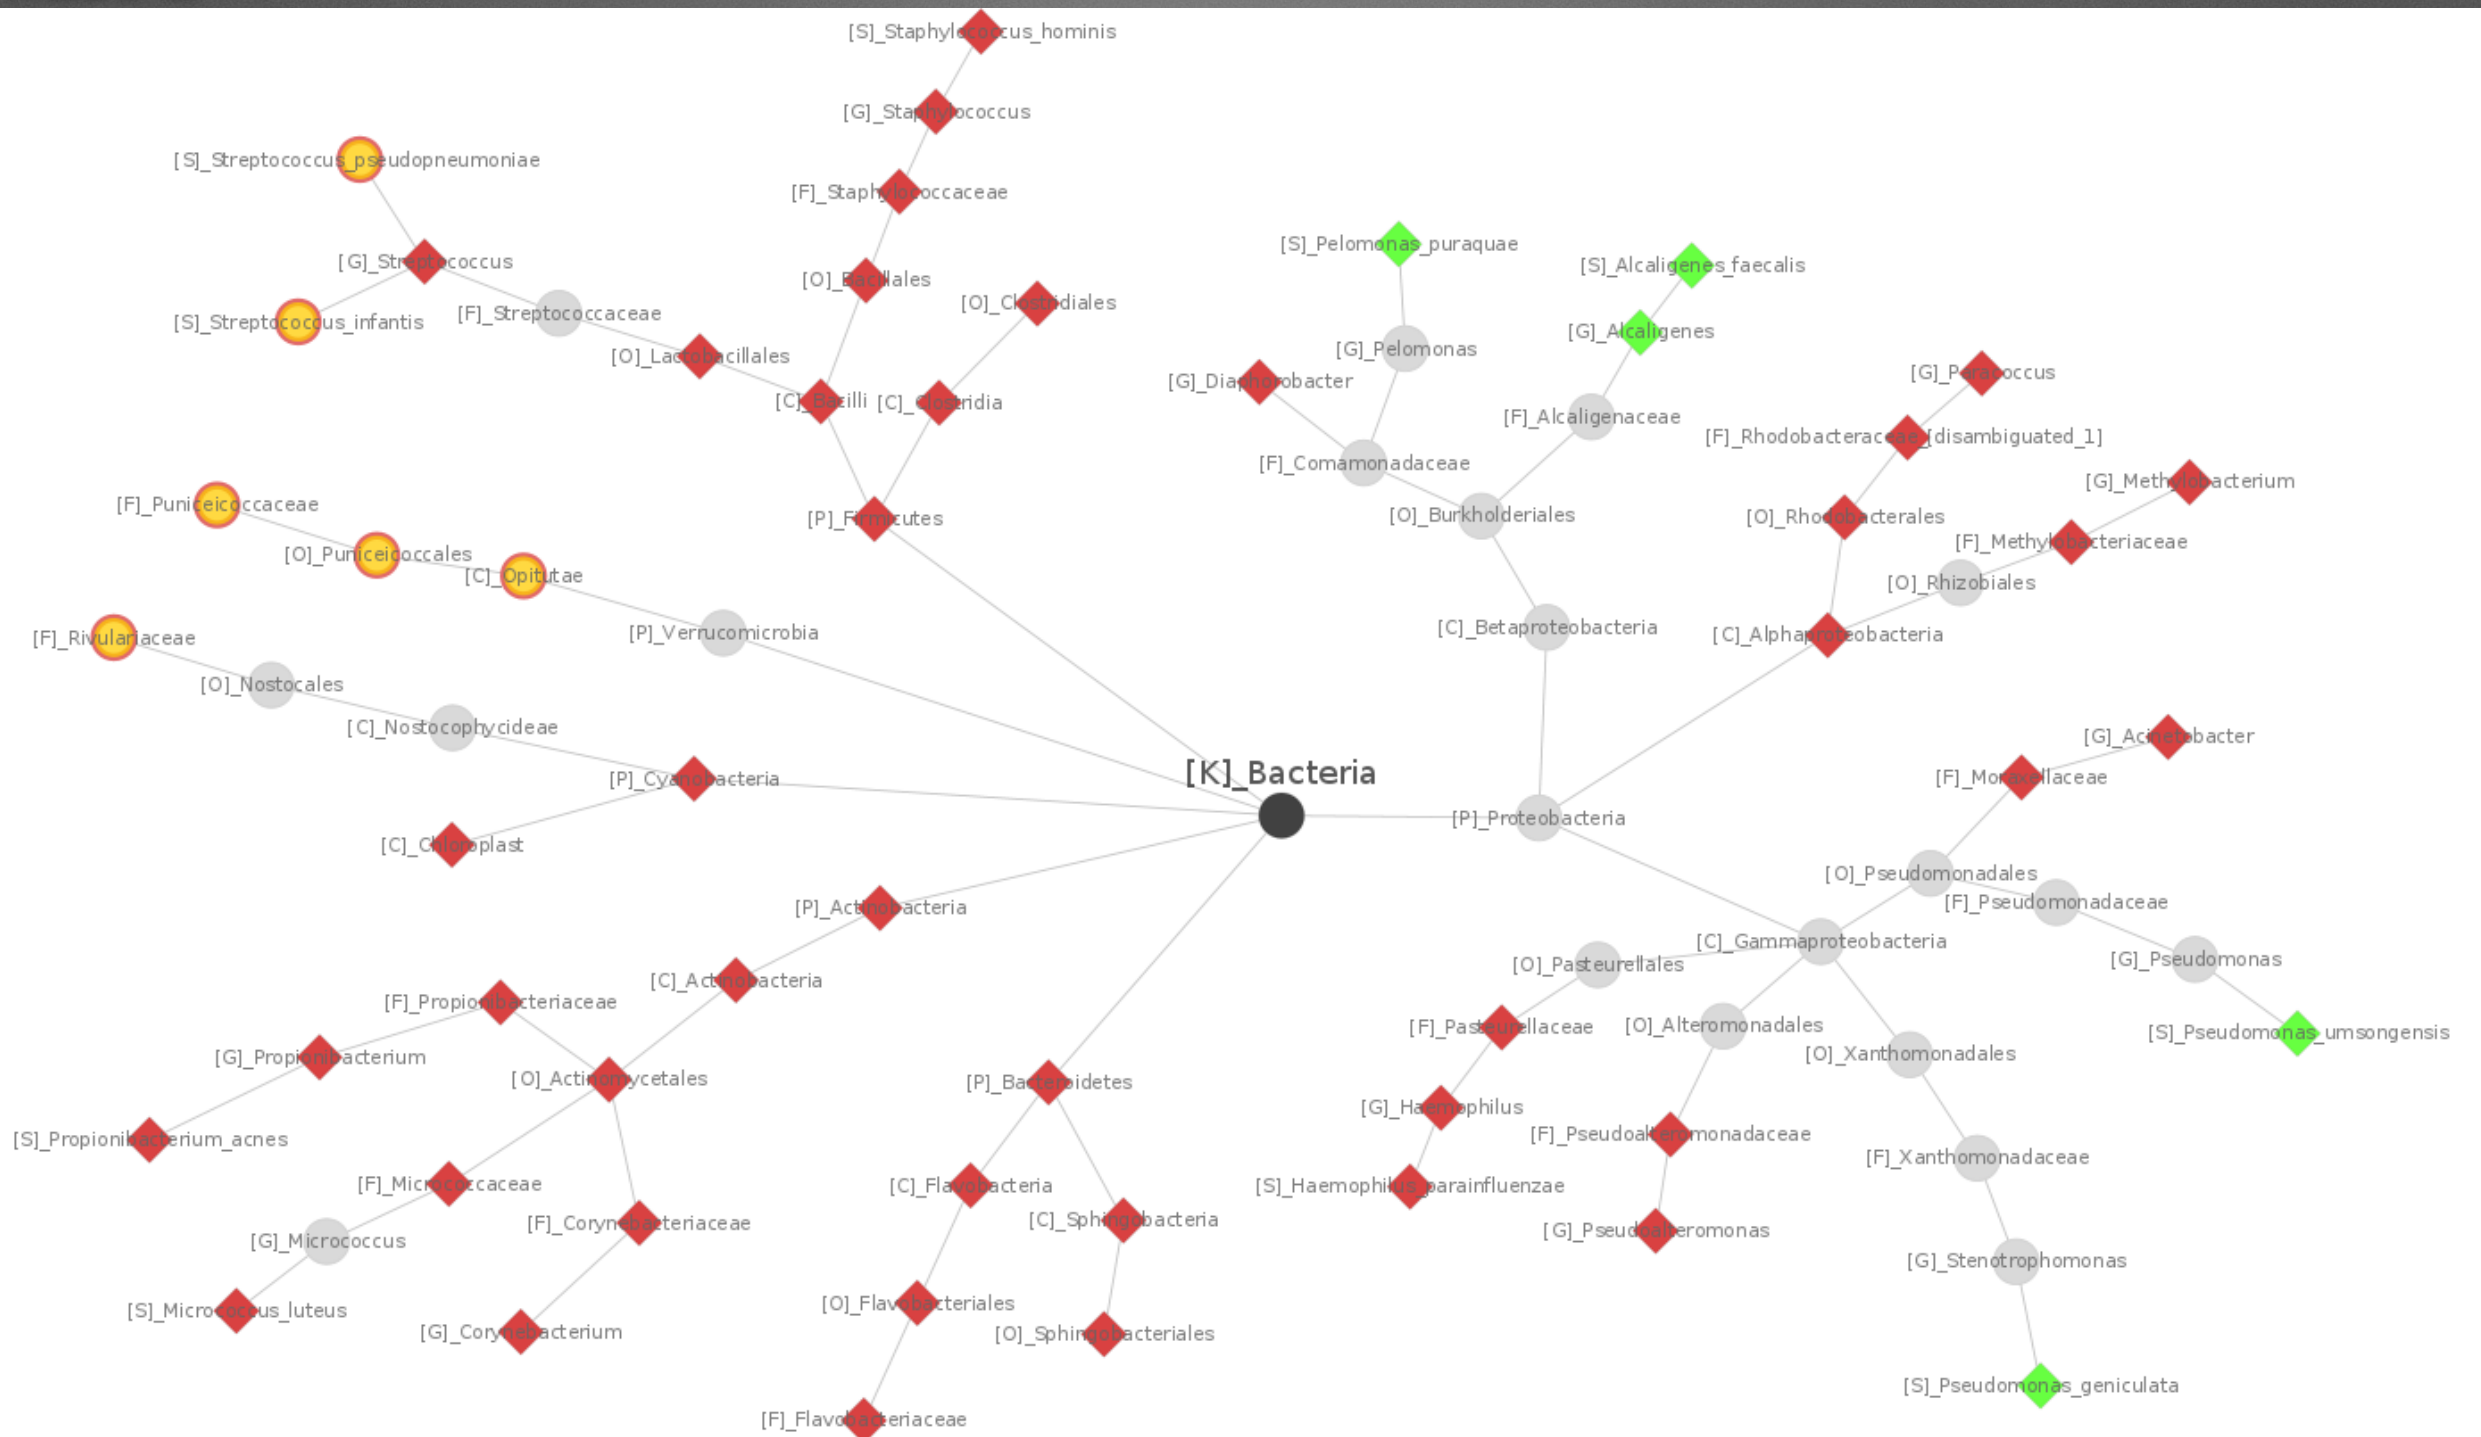 [S]_Staphylococcus_hominis
[G]_Staphylococcus
[S]_Streptococcus_pseudopneumoniae
[F]_Staphylococcaceae
[S]_Pelomonas_puraquae
[G]_Streptococcus
[S]_Alcaligenes_faecalis
[O]_Bacillales
[O]_Clostridiales
[F]_Streptococcaceae
[S]_Streptococcus_infantis
[G]_Alcaligenes
[G]_Pelomonas
[O]_Lactobacillales
[G]_Paracoccus
[G]_Diaphorobacter
[C]_Bacilli
[C]_Clostridia
[F]_Alcaligenaceae
[F]_Rhodobacteraceae_[disambiguated_1]
[F]_Comamonadaceae
[G]_Methylobacterium
[F]_Puniceicoccaceae
[O]_Burkholderiales
[O]_Rhodobacterales
[P]_Firmicutes
[F]_Methylobacteriaceae
[O]_Puniceicoccales
[C]_Opitutae
[O]_Rhizobiales
[C]_Betaproteobacteria
[P]_Verrucomicrobia
[C]_Alphaproteobacteria
[F]_Rivulariaceae
[O]_Nostocales
[C]_Nostocophycideae
[G]_Acinetobacter
[K]_Bacteria
[F]_Moraxellaceae
[P]_Cyanobacteria
[P]_Proteobacteria
[C]_Chloroplast
[O]_Pseudomonadales
[F]_Pseudomonadaceae
[P]_Actinobacteria
[C]_Gammaproteobacteria
[G]_Pseudomonas
[O]_Pasteurellales
[C]_Actinobacteria
[F]_Propionibacteriaceae
[O]_Alteromonadales
[F]_Pasteurellaceae
[S]_Pseudomonas_umsongensis
[O]_Xanthomonadales
[G]_Propionibacterium
[O]_Actinomycetales
[P]_Bacteroidetes
[G]_Haemophilus
[F]_Pseudoalteromonadaceae
[S]_Propionibacterium_acnes
[F]_Xanthomonadaceae
[F]_Micrococcaceae
[C]_Flavobacteria
[S]_Haemophilus_parainfluenzae
[C]_Sphingobacteria
[F]_Corynebacteriaceae
[G]_Pseudoalteromonas
[G]_Micrococcus
[G]_Stenotrophomonas
[O]_Flavobacteriales
[S]_Micrococcus_luteus
[G]_Corynebacterium
[O]_Sphingobacteriales
[S]_Pseudomonas_geniculata
[F]_Flavobacteriaceae